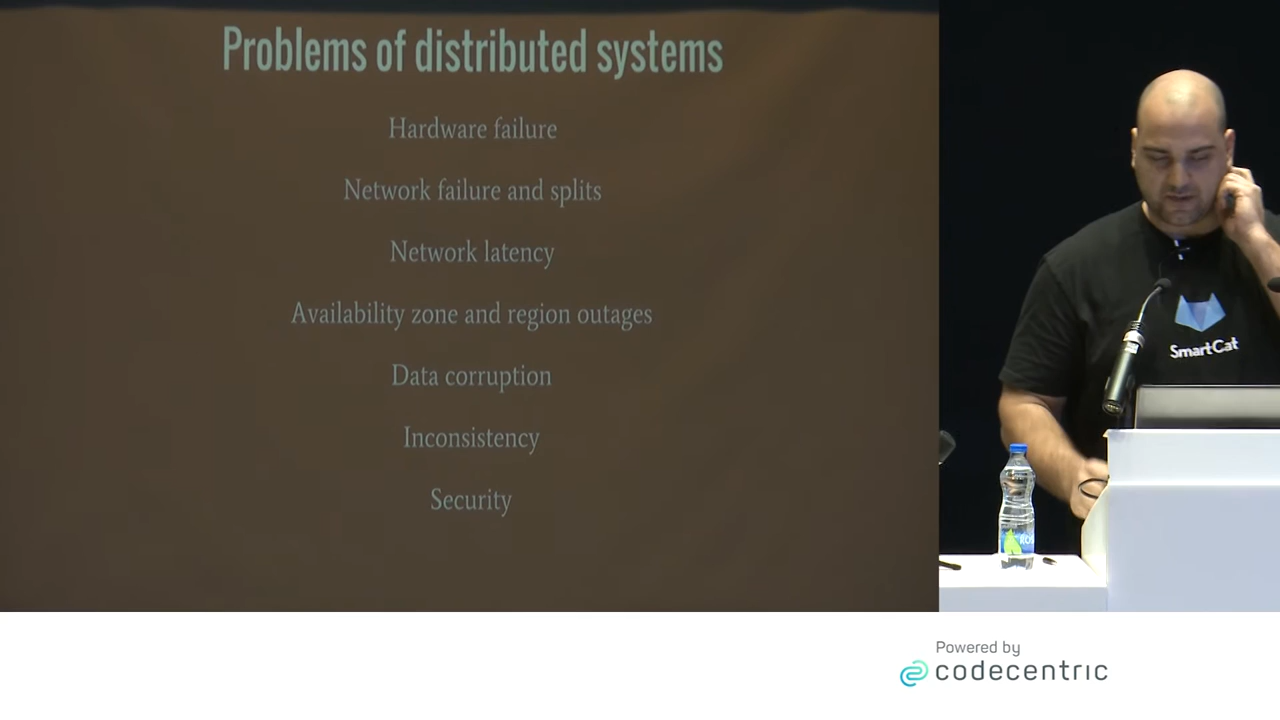 Problems of distributed systems
Hardware failure
Network failure and splits
Network latency
Availability zone and region outages
Data corruption
Inconsistency
Security
SmartCat
Powered by
codecentric